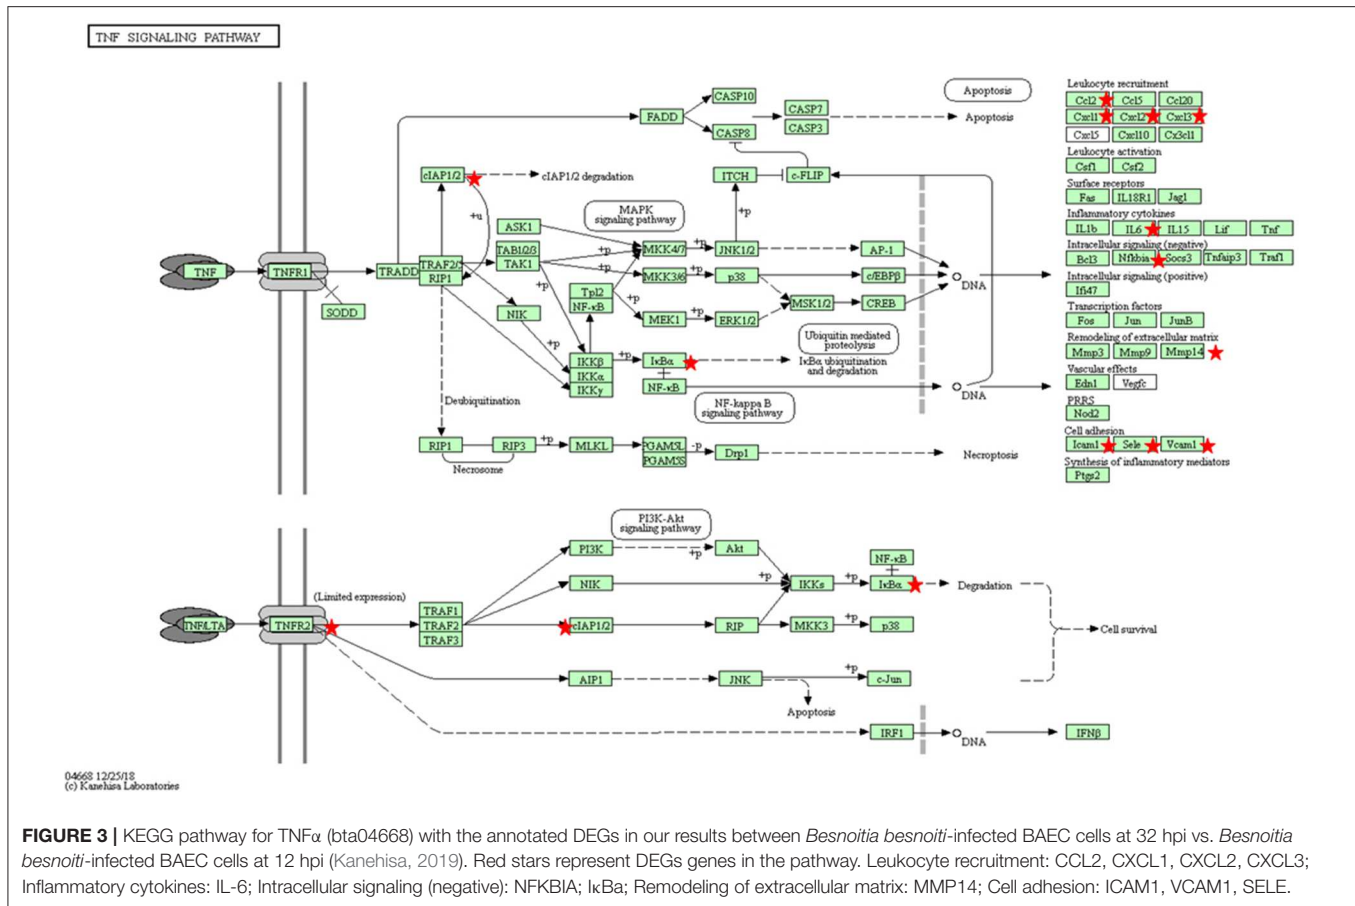 TNF SIGNALING PATHWAY
Apoptosis
Leukocyte recruitment
Ccl2 Ccl5 Ccl20
Cxcl1 Cxcl2 Cxcl3
Cxcl5 Cxcl10 Cx3cl1
Leukocyte activation
Csf1 Csf2
Surface receptors
Fas IL18R1 Jag1
Inflammatory cytokines
IL1b IL6 IL15 Lif Tnf
Intracellular signaling (negative)
Bcl3 Nfkbia Socs3 Tnfaip3 Traf1
Intracellular signaling (positive)
Ifi47
Transcription factors
Fos Jun JunB
Remodeling of extracellular matrix
Mmp3 Mmp9 Mmp14
Vascular effects
Edn1 Vegfc
PRRS
Nod2
Cell adhesion
Icam1 Sele Vcam1
Synthesis of inflammatory mediators
Ptgs2
CASP10
FADD
CASP7
CASP3
Apoptosis
CASP8
cIAP1/2
cIAP1/2 degradation
ITCH
c-FLIP
+u
MAPK
signaling pathway
+p
ASK1
TAB1/2/3
TAK1
+p
+p
+p
MKK4/7
+p
JNK1/2
AP-1
TNF
TNFR1
TRADD
TRAF2/5
RIP1
MKK3/6
+p
p38
c/EBPβ
DNA
SODD
+p
NIK
Tpl2
NF-κB
+p
MEK1
+p
ERK1/2
MSK1/2
CREB
Ubiquitin mediated
proteolysis
+p
IKKβ
IKKα
IKKγ
+p
IκBα
IκBα ubiquitination
and degradation
NF-κB
DNA
NF-kappa B
signaling pathway
Deubiquitination
RIP1
RIP3
+p
MLKL
PGAM5L
PGAM5S
-p
Drp1
Necroptosis
Necrosome
PI3K-Akt
signaling pathway
PI3K
+p
Akt
NF-κB
NIK
+p
IKKs
+p
IκBα
Degradation
(Limited expression)
TNF/LTA
TNFR2
TRAF1
TRAF2
TRAF3
cIAP1/2
RIP
MKK3
+p
p38
Cell survival
AIP1
JNK
+p
c-Jun
Apoptosis
IRF1
DNA
IFNβ
04668 12/25/18
(c) Kanehisa Laboratories
FIGURE 3 | KEGG pathway for TNFα (bta04668) with the annotated DEGs in our results between Besnoitia besnoiti-infected BAEC cells at 32 hpi vs. Besnoitia
besnoiti-infected BAEC cells at 12 hpi (Kanehisa, 2019). Red stars represent DEGs genes in the pathway. Leukocyte recruitment: CCL2, CXCL1, CXCL2, CXCL3;
Inflammatory cytokines: IL-6; Intracellular signaling (negative): NFKBIA; IκBa; Remodeling of extracellular matrix: MMP14; Cell adhesion: ICAM1, VCAM1, SELE.